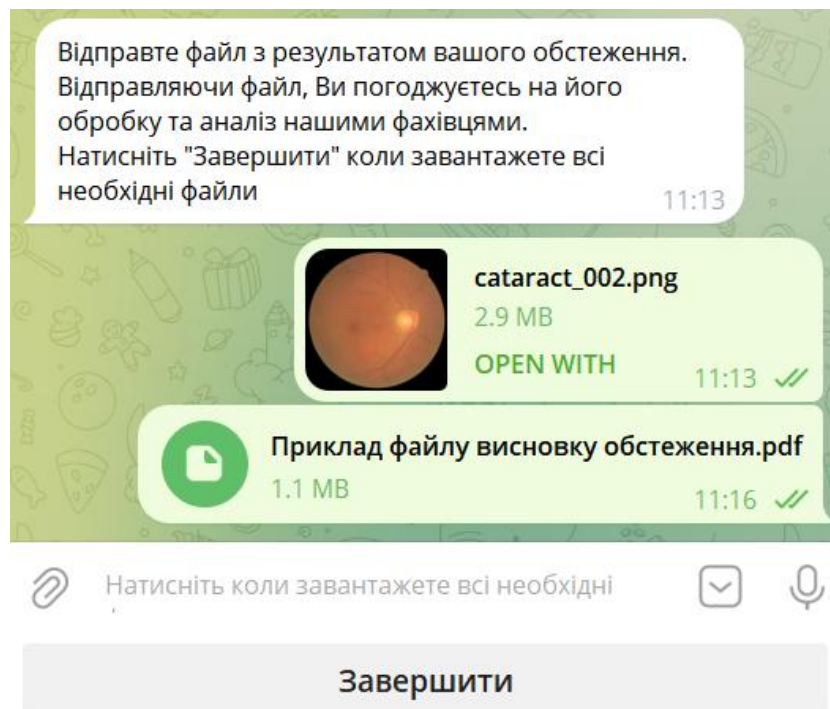 Відправте файл з результатом вашого обстеження.
Відправляючи файл, Ви погоджуєтесь на його
обробку та аналіз нашими фахівцями.
Натисніть "Завершити" коли завантажете всі
необхідні файли
11:13
cataract_002.png
2.9 MB
OPEN WITH
11:13
Приклад файлу висновку обстеження.pdf
1.1 MB
11:16
Натисніть коли завантажете всі необхідні
Завершити